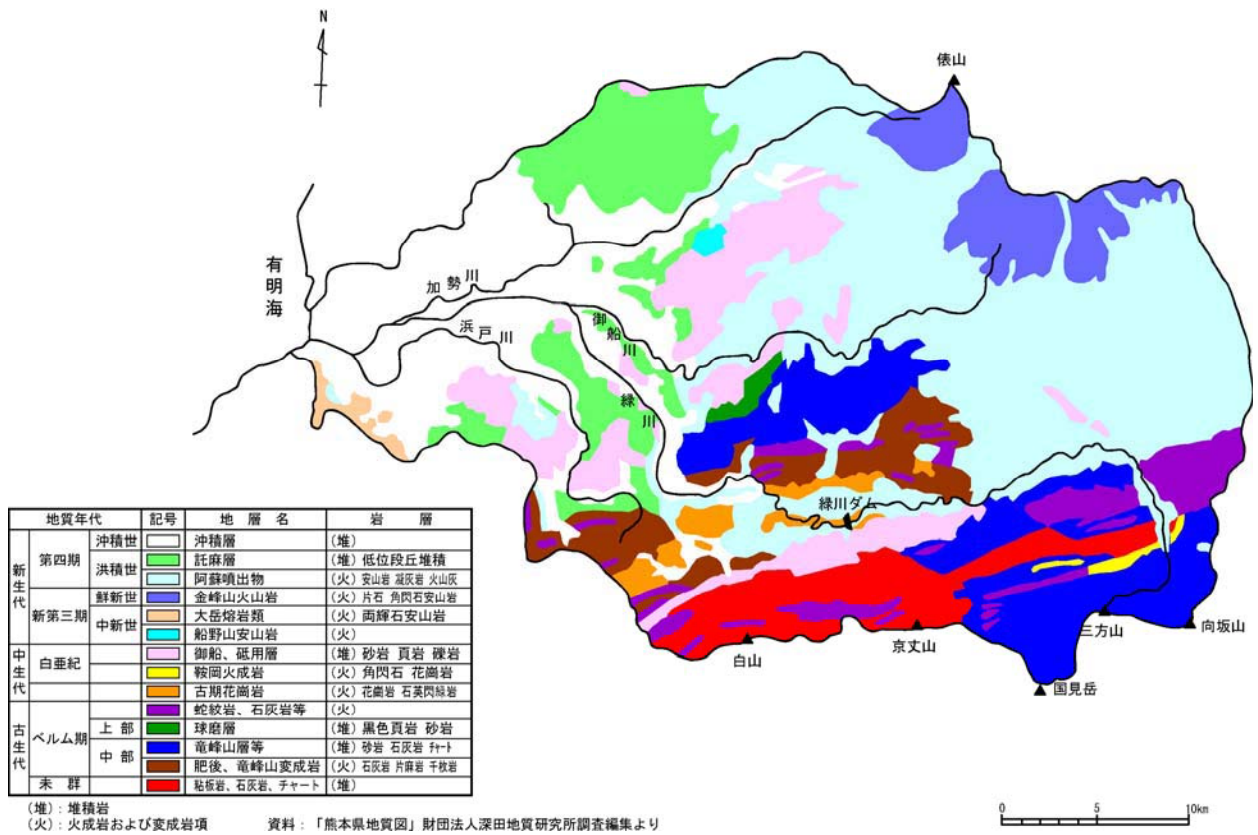 N
俵山
有明海
加勢川
浜戸川
御船川
緑川
緑川ダム
三方山
向坂山
白山
京丈山
国見岳
地質年代 記号 地層名 岩層
新生代 第四期 沖積世 沖積層 (堆)
洪積世 託麻層 (堆) 低位段丘堆積
阿蘇噴出物 (火) 安山岩 凝灰岩 火山灰
新第三期 鮮新世 金峰山火山岩 (火) 片石 角閃石安山岩
中新世 大岳熔岩類 (火) 両輝石安山岩
船野山安山岩 (火)
中生代 白亜紀 御船、砥用層 (堆) 砂岩 頁岩 礫岩
鞍岡火成岩 (火) 角閃石 花崗岩
古期花崗岩 (火) 花崗岩 石英閃緑岩
古生代 ペルム期 蛇紋岩、石灰岩等 (火)
上部 球磨層 (堆) 黒色頁岩 砂岩
中部 竜峰山層等 (堆) 砂岩 石灰岩 チャート
肥後、竜峰山変成岩 (火) 石灰岩 片麻岩 千枚岩
未群 粘板岩、石灰岩、チャート (堆)
(堆):堆積岩
(火):火成岩および変成岩項 資料:「熊本県地質図」財団法人深田地質研究所調査編集より
0 5 10km